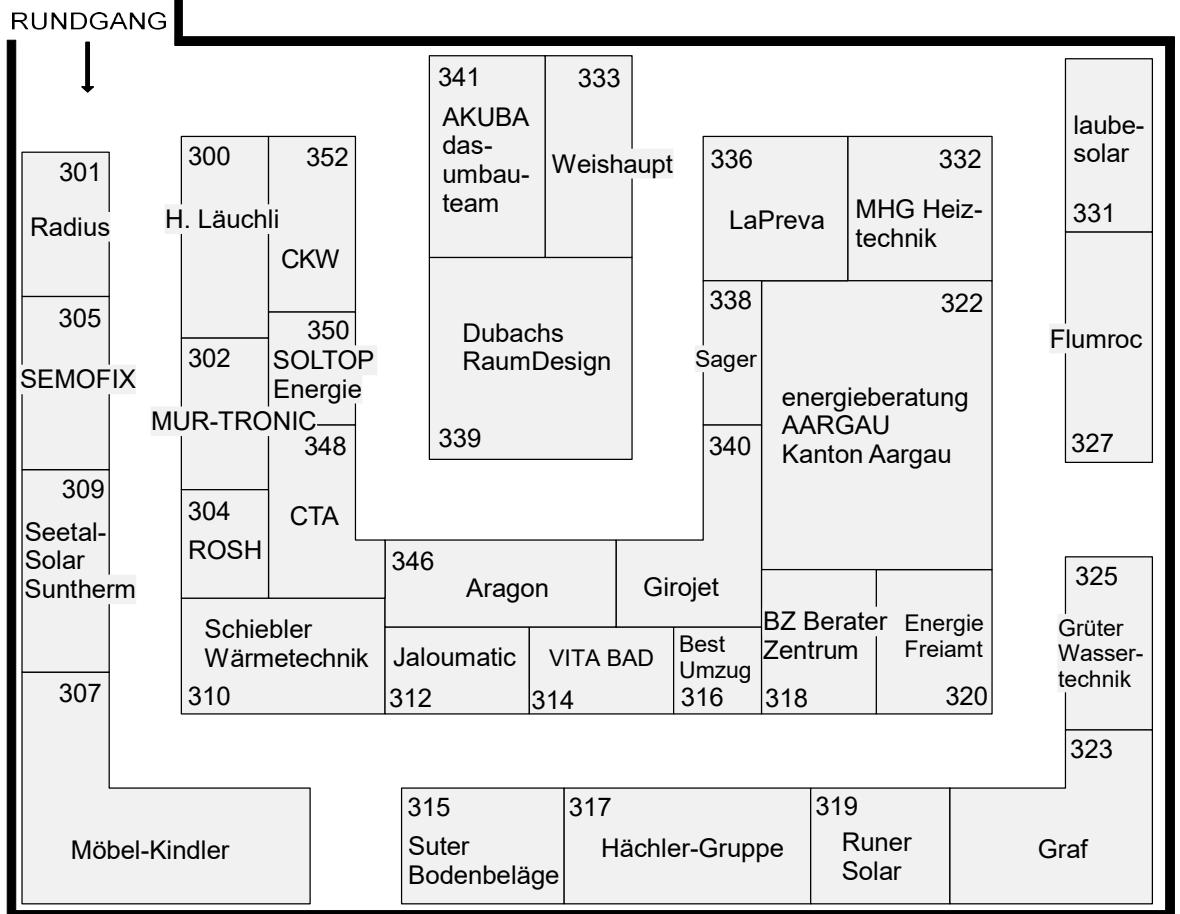 RUNDGANG
301
Radius
305
SEMOFIX
309
Seetal-
Solar
Suntherm
307
Möbel-Kindler
300
H. Läuchli
352
CKW
302
MUR-TRONIC
350
SOLTOP
Energie
304
ROSH
348
CTA
Schiebler
Wärmetechnik
310
341
AKUBA
das-
umbau-
team
333
Weishaupt
Dubachs
RaumDesign
339
346
Aragon
Girojet
340
Jaloumatic
312
VITA BAD
314
Best
Umzug
316
336
LaPreva
332
MHG Heiz-
technik
338
Sager
322
energieberatung
AARGAU
Kanton Aargau
BZ Berater
Zentrum
318
Energie
Freiamt
320
laube-
solar
331
Flumroc
327
325
Grüter
Wasser-
technik
323
Graf
315
Suter
Bodenbeläge
317
Hächler-Gruppe
319
Runer
Solar